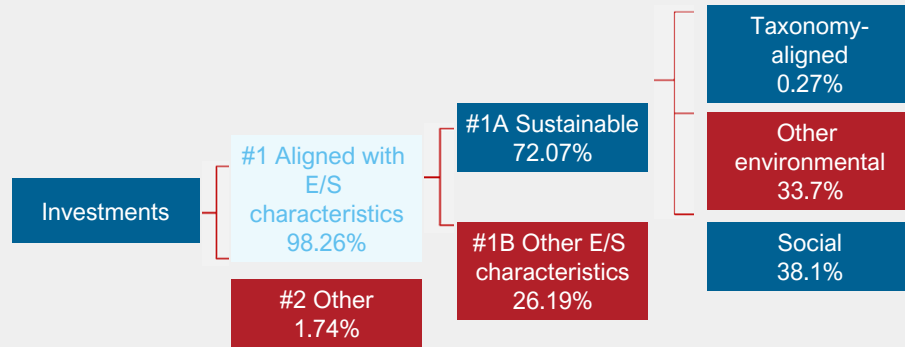 Investments
#1 Aligned with
E/S
characteristics
98.26%
#2 Other
1.74%
#1A Sustainable
72.07%
#1B Other E/S
characteristics
26.19%
Taxonomy-
aligned
0.27%
Other
environmental
33.7%
Social
38.1%